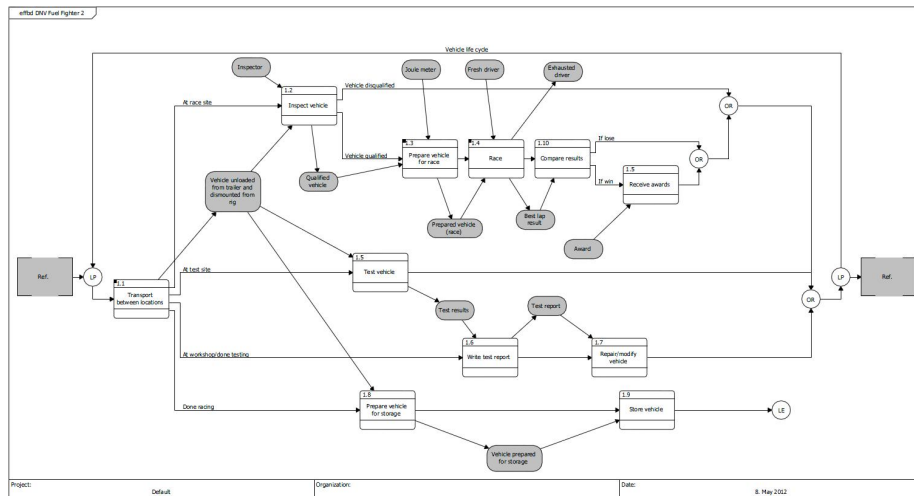 effbd DNV Fuel Fighter 2
Vehicle life cycle
Inspector
Joule meter
Fresh driver
Exhausted
driver
1.2
Inspect vehicle
Vehicle disqualified
OR
At race site
Vehicle qualified
1.3
Prepare vehicle
for race
1.4
Race
1.10
Compare results
If lose
OR
If win
1.5
Receive awards
Vehicle unloaded
from trailer and
dismounted from
rig
Qualified
vehicle
Prepared vehicle
(race)
Best lap
result
Award
Ref.
LP
1.1
Transport
between locations
At test site
1.5
Test vehicle
LP
Ref.
OR
Test results
Test report
At workshop/done testing
1.6
Write test report
1.7
Repair/modify
vehicle
Done racing
1.8
Prepare vehicle
for storage
1.9
Store vehicle
LE
Vehicle prepared
for storage
Project:
Default
Organization:
Date:
8. May 2012